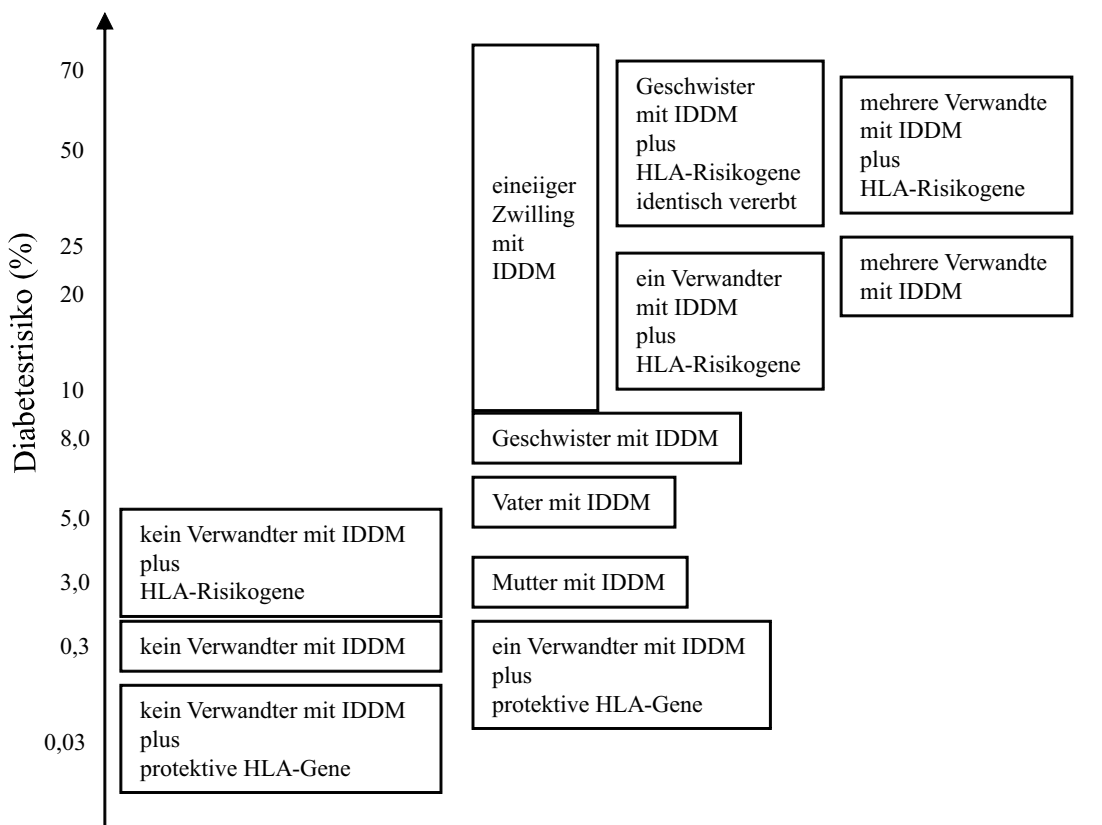 Diabetesrisiko (%)
70
50
25
20
10
8,0
5,0
3,0
0,3
0,03
kein Verwandter mit IDDM
plus
HLA-Risikogene
kein Verwandter mit IDDM
kein Verwandter mit IDDM
plus
protektive HLA-Gene
eineiiger
Zwilling
mit
IDDM
Geschwister mit IDDM
Vater mit IDDM
Mutter mit IDDM
ein Verwandter mit IDDM
plus
protektive HLA-Gene
Geschwister
mit IDDM
plus
HLA-Risikogene
identisch vererbt
ein Verwandter
mit IDDM
plus
HLA-Risikogene
mehrere Verwandte
mit IDDM
plus
HLA-Risikogene
mehrere Verwandte
mit IDDM